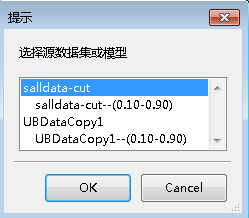 提示
选择源数据集或模型
salldata-cut
salldata-cut--(0.10-0.90)
UBDataCopy1
UBDataCopy1--(0.10-0.90)
OK
Cancel